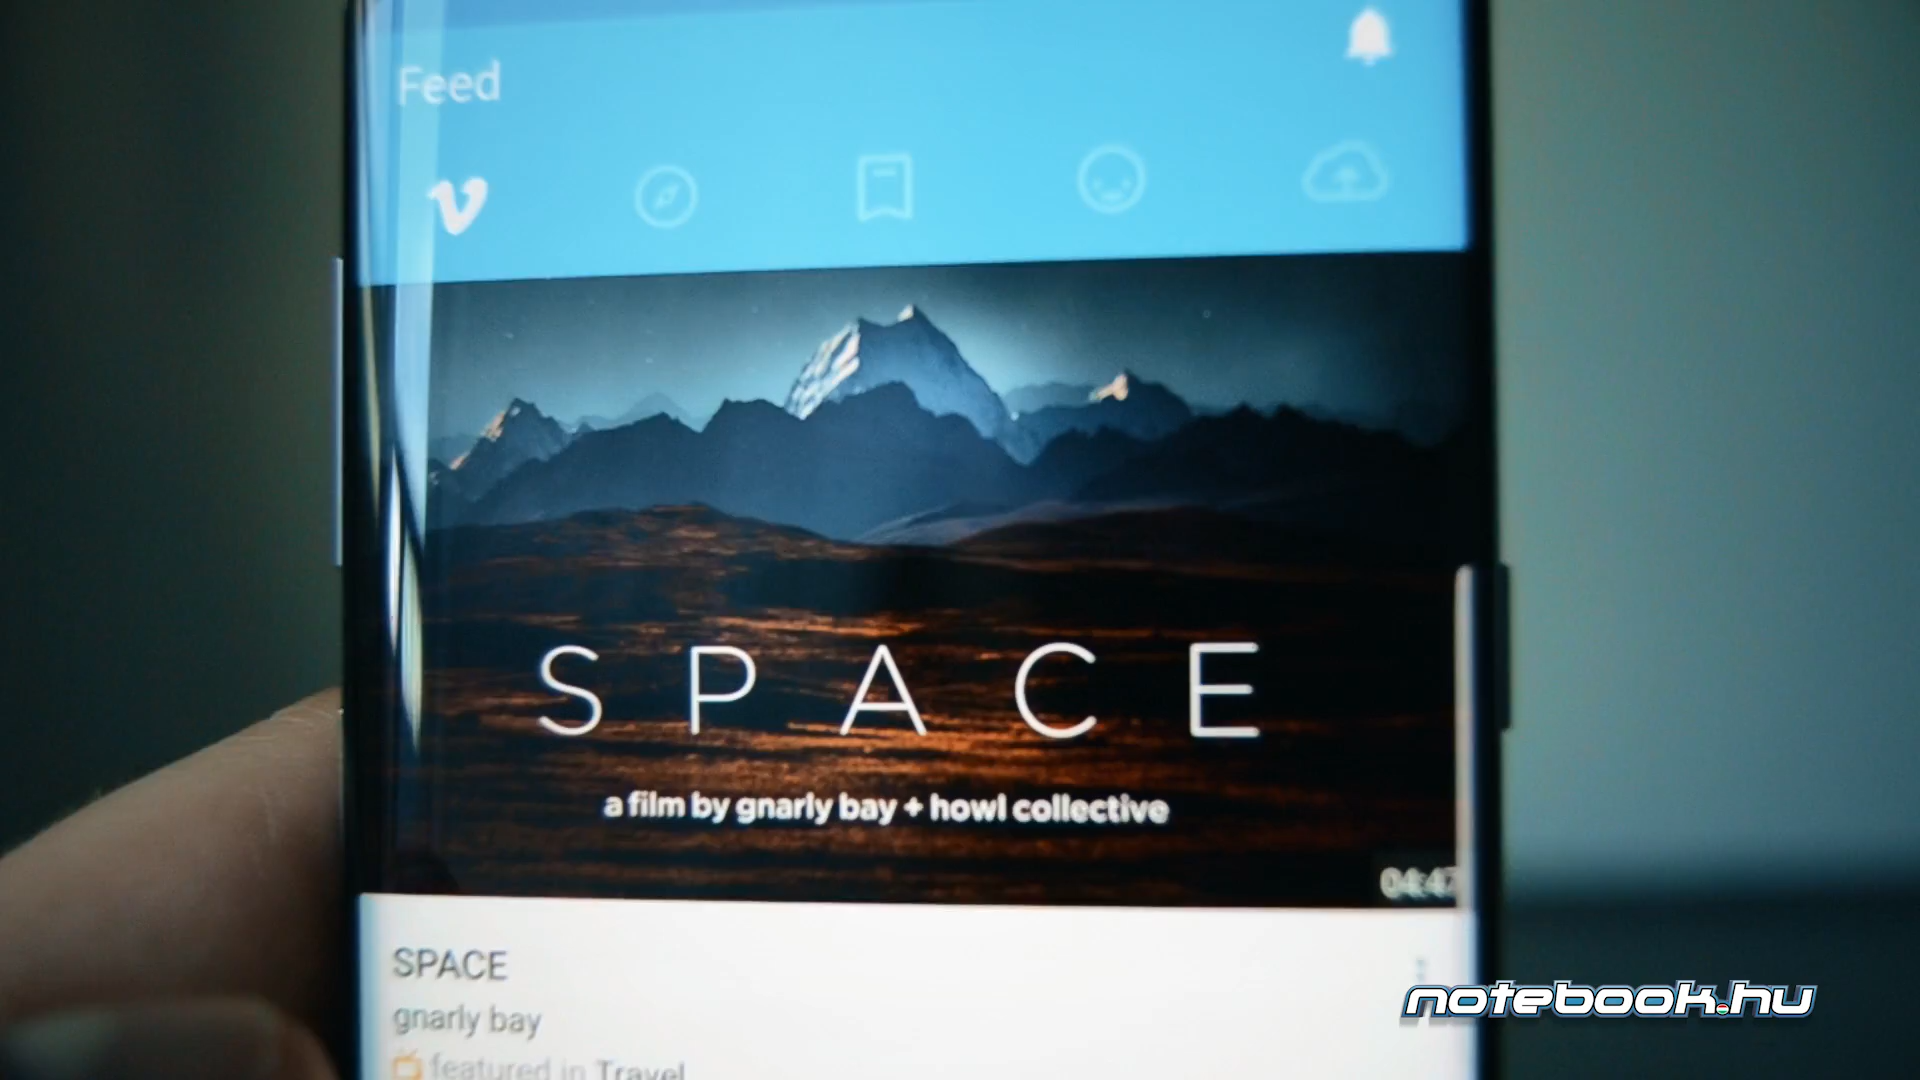 Feed
SPACE
a film by gnarly bay + howl collective
04:47
SPACE
gnarly bay
featured in Travel
notebook.hu